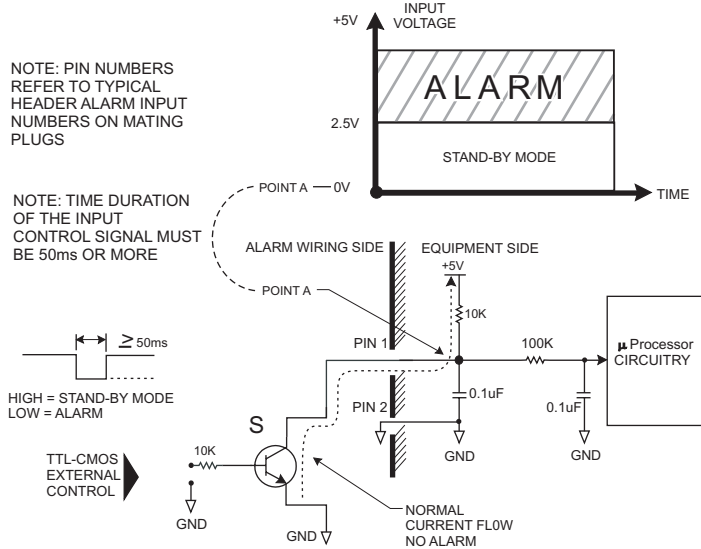 INPUT
VOLTAGE
+5V
NOTE: PIN NUMBERS
REFER TO TYPICAL
HEADER ALARM INPUT
NUMBERS ON MATING
PLUGS
ALARM
2.5V
STAND-BY MODE
POINT A
0V
TIME
NOTE: TIME DURATION
OF THE INPUT
CONTROL SIGNAL MUST
BE 50ms OR MORE
ALARM WIRING SIDE
EQUIPMENT SIDE
+5V
POINT A
10K
PIN 1
100K
µ Processor
CIRCUITRY
≥ 50ms
0.1uF
0.1uF
PIN 2
HIGH = STAND-BY MODE
LOW = ALARM
S
GND
GND
10K
TTL-CMOS
EXTERNAL
CONTROL
GND
GND
NORMAL
CURRENT FL0W
NO ALARM